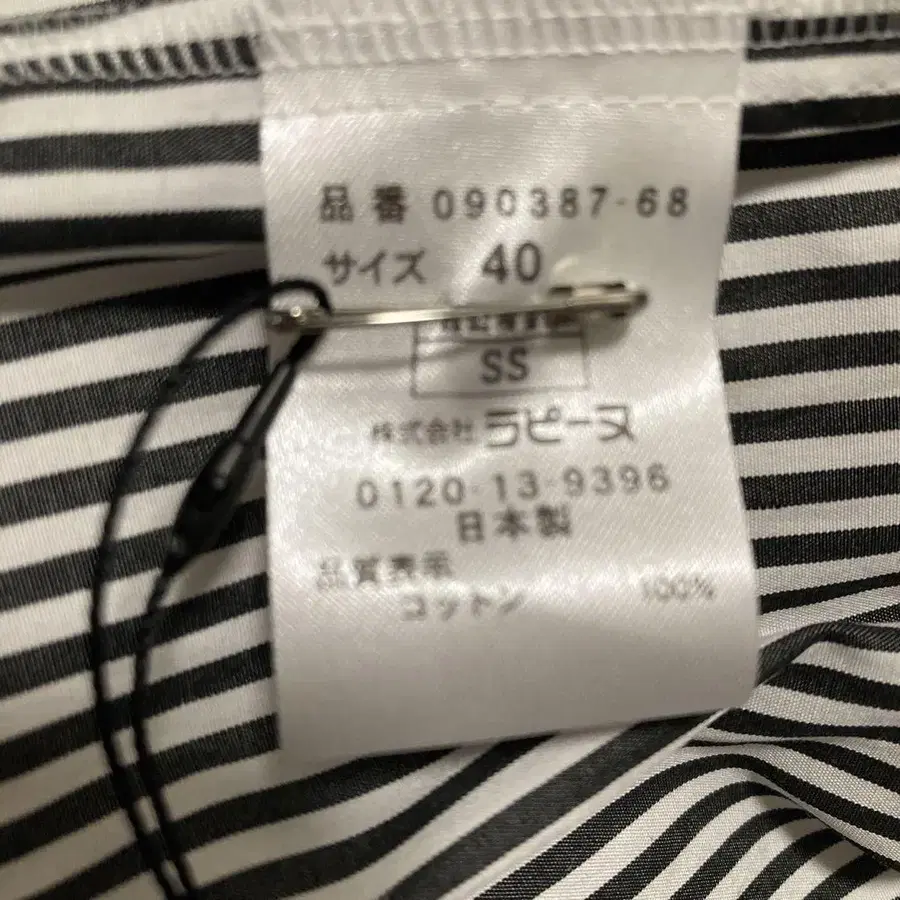 品番 090387-68
サイズ 40
SS
株式会社 ラピーヌ
0120-13-9396
日本製
品質表示
コットン 100%